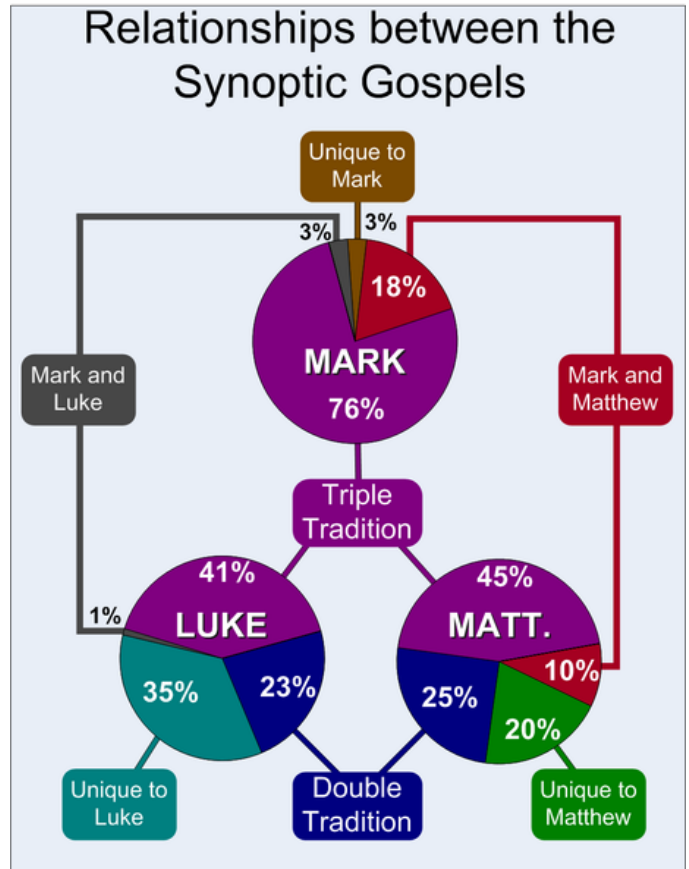 Relationships between the
Synoptic Gospels
Unique to
Mark
3%
3%
18%
MARK
76%
Mark and
Luke
Mark and
Matthew
Triple
Tradition
41%
LUKE
1%
35%
23%
45%
MATT.
10%
25%
20%
Unique to
Luke
Double
Tradition
Unique to
Matthew